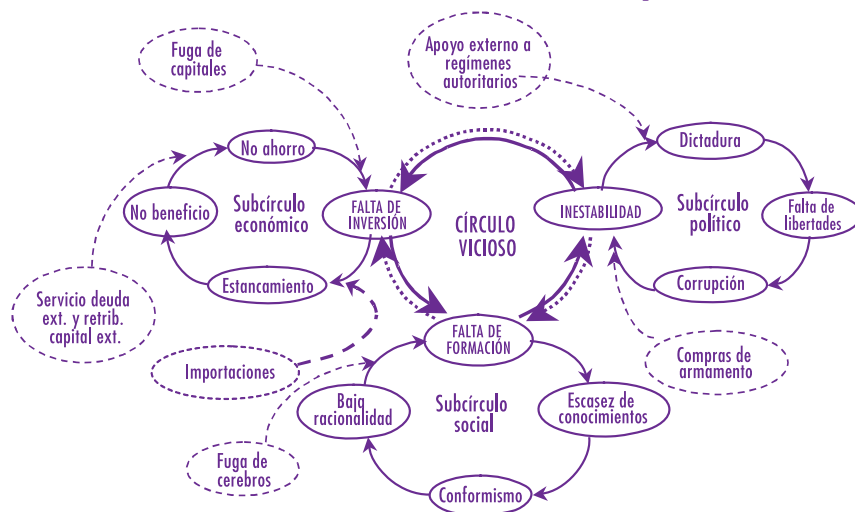 Fuga de
capitales
Apoyo externo a
regímenes
autoritarios
No ahorro
Dictadura
No beneficio
Subcírculo
económico
FALTA DE
INVERSIÓN
CÍRCULO
VICIOSO
INESTABILIDAD
Subcírculo
político
Falta de
libertades
Estancamiento
Corrupción
Servicio deuda
ext. y retrib.
capital ext.
FALTA DE
FORMACIÓN
Importaciones
Compras de
armamento
Baja
racionalidad
Subcírculo
social
Escasez de
conocimientos
Fuga de
cerebros
Conformismo